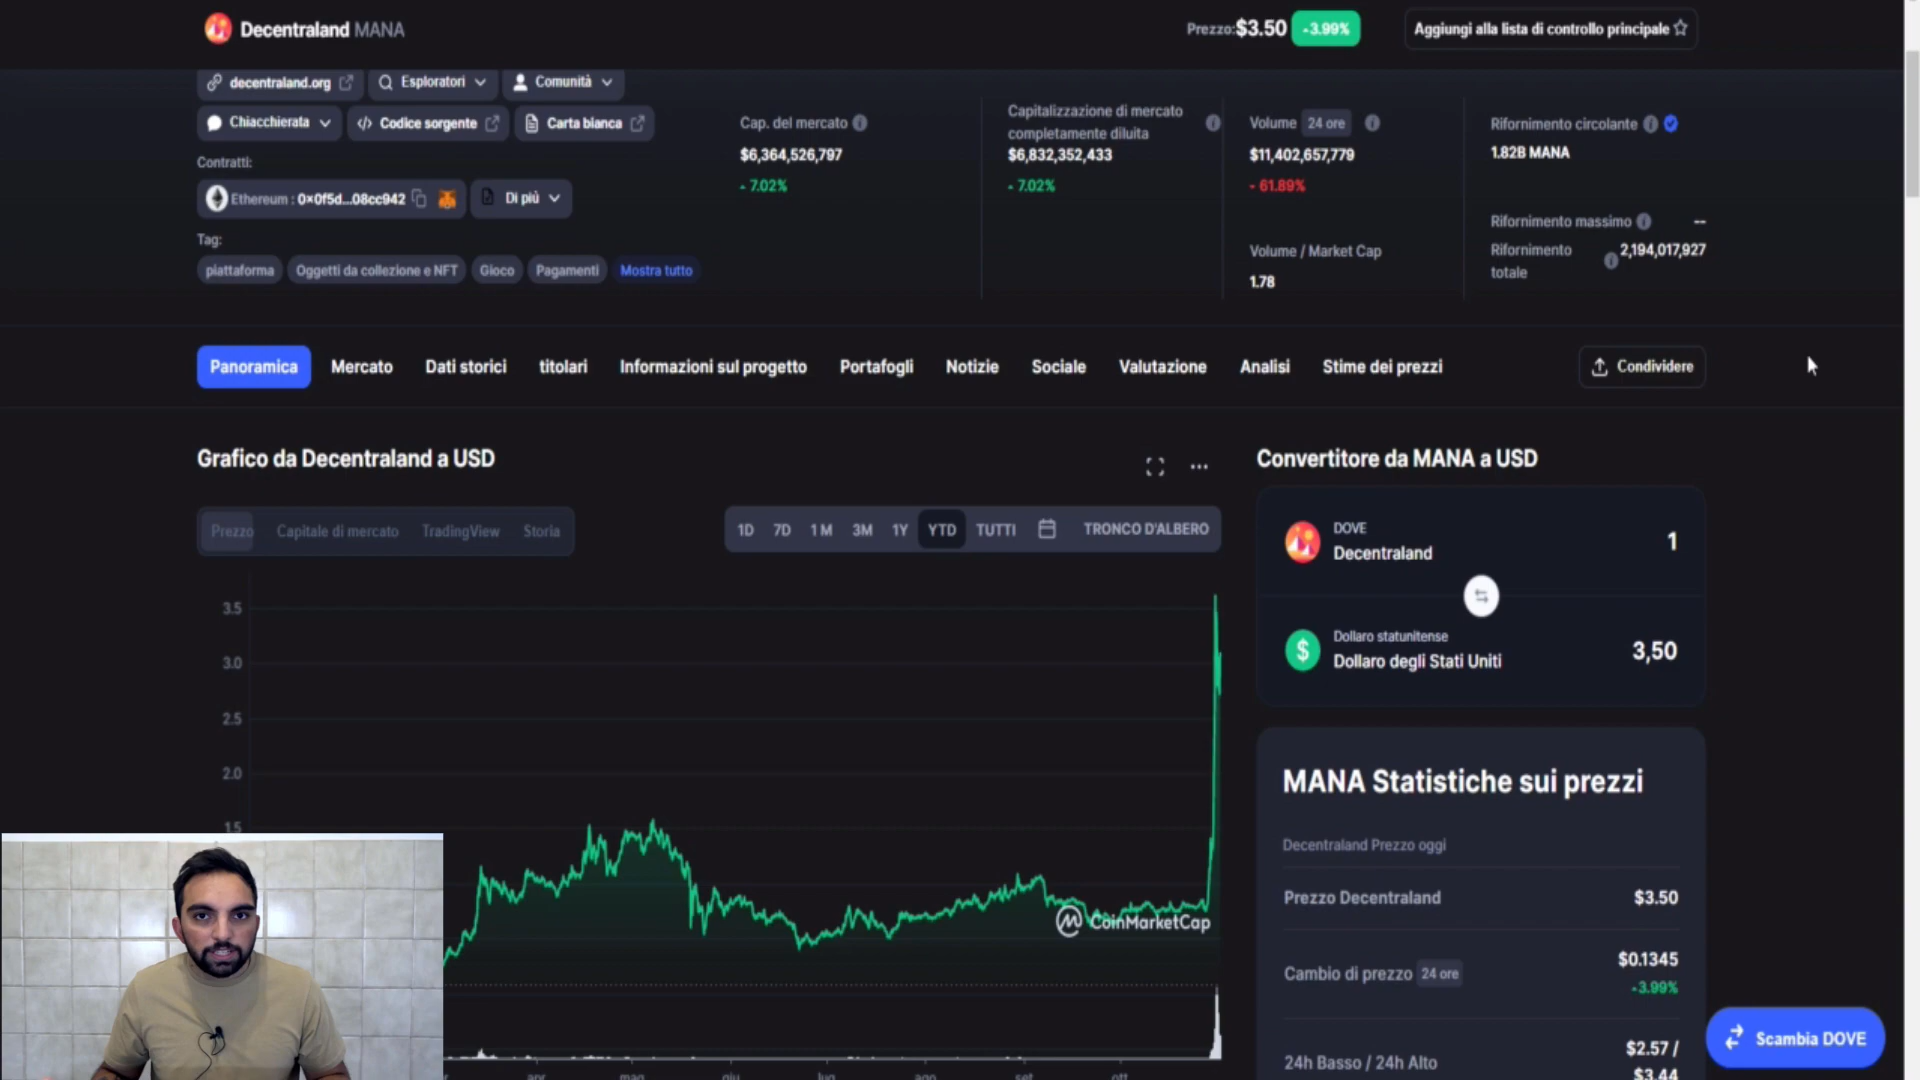 Decentraland MANA
Prezzo:$3.50 -3.99%
Aggiungi alla lista di controllo principale
decentraland.org Esploratori Comunità
Chiacchierata Codice sorgente Carta bianca
Contratti:
Ethereum : 0x0f5d...08cc942 Di più
Tag:
piattaforma Oggetti da collezione e NFT Gioco Pagamenti Mostra tutto
Cap. del mercato
$6,364,526,797
7.02%
Capitalizzazione di mercato
completamente diluita
$6,832,352,433
7.02%
Volume 24 ore
$11,402,657,779
61.89%
Volume / Market Cap
1.78
Rifornimento circolante
1.82B MANA
Rifornimento massimo --
Rifornimento
totale
2,194,017,927
Panoramica Mercato Dati storici titolari Informazioni sul progetto Portafogli Notizie Sociale Valutazione Analisi Stime dei prezzi Condividere
Grafico da Decentraland a USD
Prezzo Capitale di mercato TradingView Storia
1D 7D 1M 3M 1Y YTD TUTTI TRONCO D'ALBERO
3.5
3.0
2.5
2.0
1.5
CoinMarketCap
apr mag giu lug ago set ott
Convertitore da MANA a USD
DOVE
Decentraland
1
Dollaro statunitense
Dollaro degli Stati Uniti
3,50
MANA Statistiche sui prezzi
Decentraland Prezzo oggi
Prezzo Decentraland $3.50
Cambio di prezzo 24 ore
$0.1345
3.99%
24h Basso / 24h Alto
$2.57 /
$3.44
Scambia DOVE